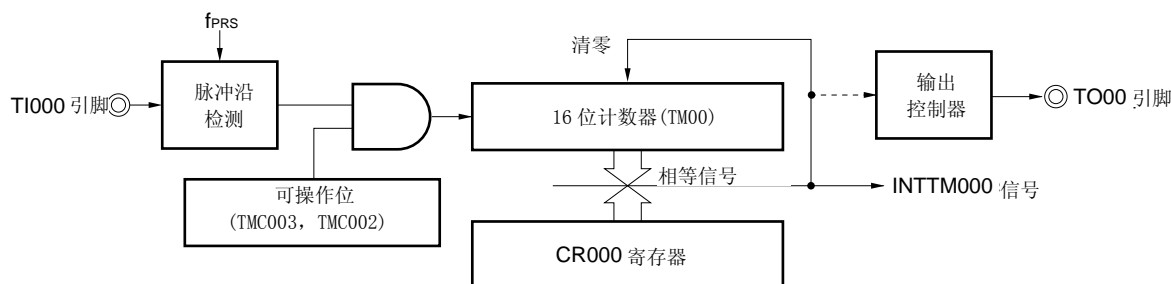 fPRS
TI000 引脚
脉冲沿
检测
可操作位
(TMC003，TMC002)
清零
16 位计数器(TM00)
相等信号
CR000 寄存器
输出
控制器
TO00 引脚
INTTM000 信号